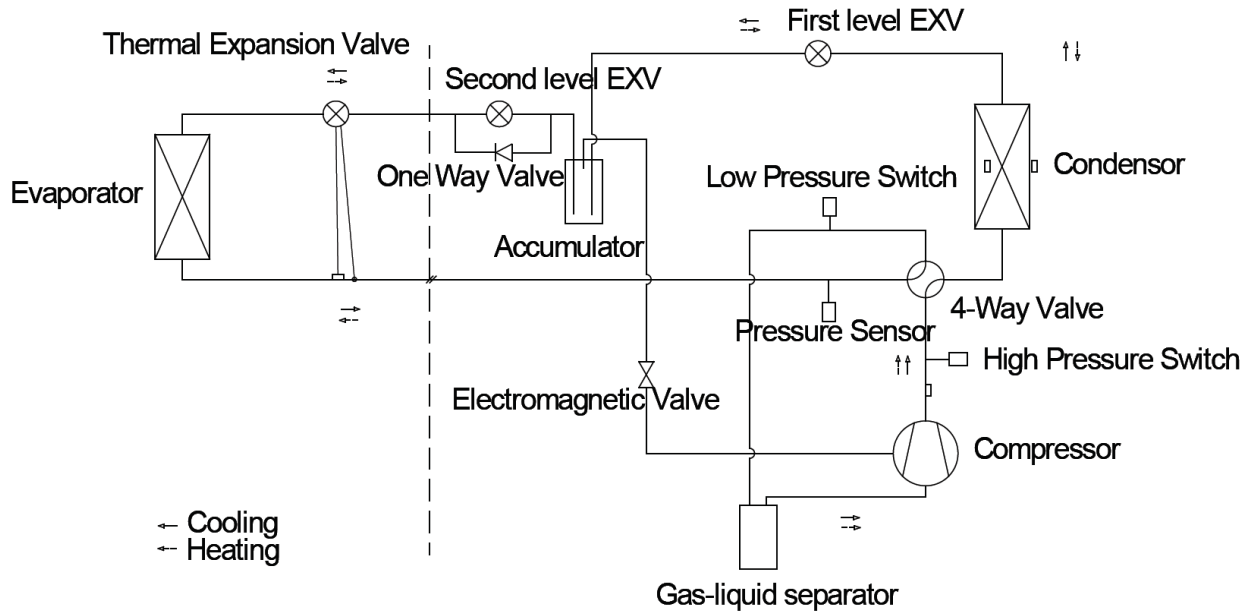 First level EXV
Thermal Expansion Valve
Second level EXV
One Way Valve
Low Pressure Switch
Condensor
Evaporator
Accumulator
4-Way Valve
Pressure Sensor
High Pressure Switch
Electromagnetic Valve
Compressor
Cooling
Heating
Gas-liquid separator